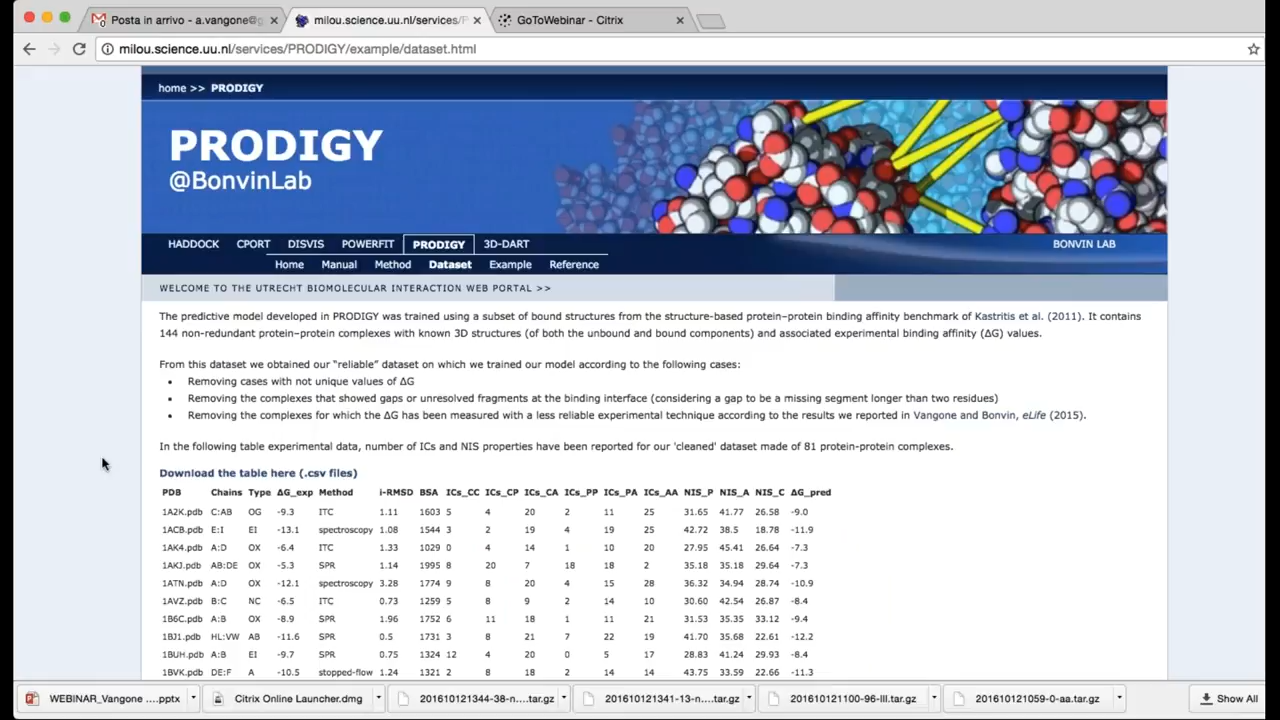 Posta in arrivo - a.vangone@g
milou.science.uu.nl/services/P
GoToWebinar - Citrix
milou.science.uu.nl/services/PRODIGY/example/dataset.html
home >> PRODIGY
PRODIGY
@BonvinLab
HADDOCK CPORT DISVIS POWERFIT PRODIGY 3D-DART BONVIN LAB
Home Manual Method Dataset Example Reference
WELCOME TO THE UTRECHT BIOMOLECULAR INTERACTION WEB PORTAL >>
The predictive model developed in PRODIGY was trained using a subset of bound structures from the structure-based protein–protein binding affinity benchmark of Kastritis et al. (2011). It contains
144 non-redundant protein–protein complexes with known 3D structures (of both the unbound and bound components) and associated experimental binding affinity (ΔG) values.
From this dataset we obtained our “reliable” dataset on which we trained our model according to the following cases:
• Removing cases with not unique values of ΔG
• Removing the complexes that showed gaps or unresolved fragments at the binding interface (considering a gap to be a missing segment longer than two residues)
• Removing the complexes for which the ΔG has been measured with a less reliable experimental technique according to the results we reported in Vangone and Bonvin, eLife (2015).
In the following table experimental data, number of ICs and NIS properties have been reported for our 'cleaned' dataset made of 81 protein-protein complexes.
Download the table here (.csv files)
PDB Chains Type ΔG_exp Method i-RMSD BSA ICs_CC ICs_CP ICs_CA ICs_PP ICs_PA ICs_AA NIS_P NIS_A NIS_C ΔG_pred
1A2K.pdb C:AB OG -9.3 ITC 1.11 1603 5 4 20 2 11 25 31.65 41.77 26.58 -9.0
1ACB.pdb E:I EI -13.1 spectroscopy 1.08 1544 3 2 19 4 19 25 42.72 38.5 18.78 -11.9
1AK4.pdb A:D OX -6.4 ITC 1.33 1029 0 4 14 1 10 20 27.95 45.41 26.64 -7.3
1AKJ.pdb AB:DE OX -5.3 SPR 1.14 1995 8 20 7 18 18 2 35.18 35.18 29.64 -7.3
1ATN.pdb A:D OX -12.1 spectroscopy 3.28 1774 9 8 20 4 15 28 36.32 34.94 28.74 -10.9
1AVZ.pdb B:C NC -6.5 ITC 0.73 1259 5 8 9 2 14 10 30.60 42.54 26.87 -8.4
1B6C.pdb A:B OX -8.9 SPR 1.96 1752 6 11 18 1 11 21 31.53 35.35 33.12 -9.4
1BJ1.pdb HL:VW AB -11.6 SPR 0.5 1731 3 8 21 7 22 19 41.70 35.68 22.61 -12.2
1BUH.pdb A:B EI -9.7 SPR 0.75 1324 12 4 20 0 5 17 28.83 41.24 29.93 -8.4
1BVK.pdb DE:F A -10.5 stopped-flow 1.24 1321 2 8 18 2 14 14 43.75 33.59 22.66 -11.3
WEBINAR_Vangone ....pptx Citrix Online Launcher.dmg 201610121344-38-n....tar.gz 201610121341-13-n....tar.gz 201610121100-96-lll.tar.gz 201610121059-0-aa.tar.gz Show All